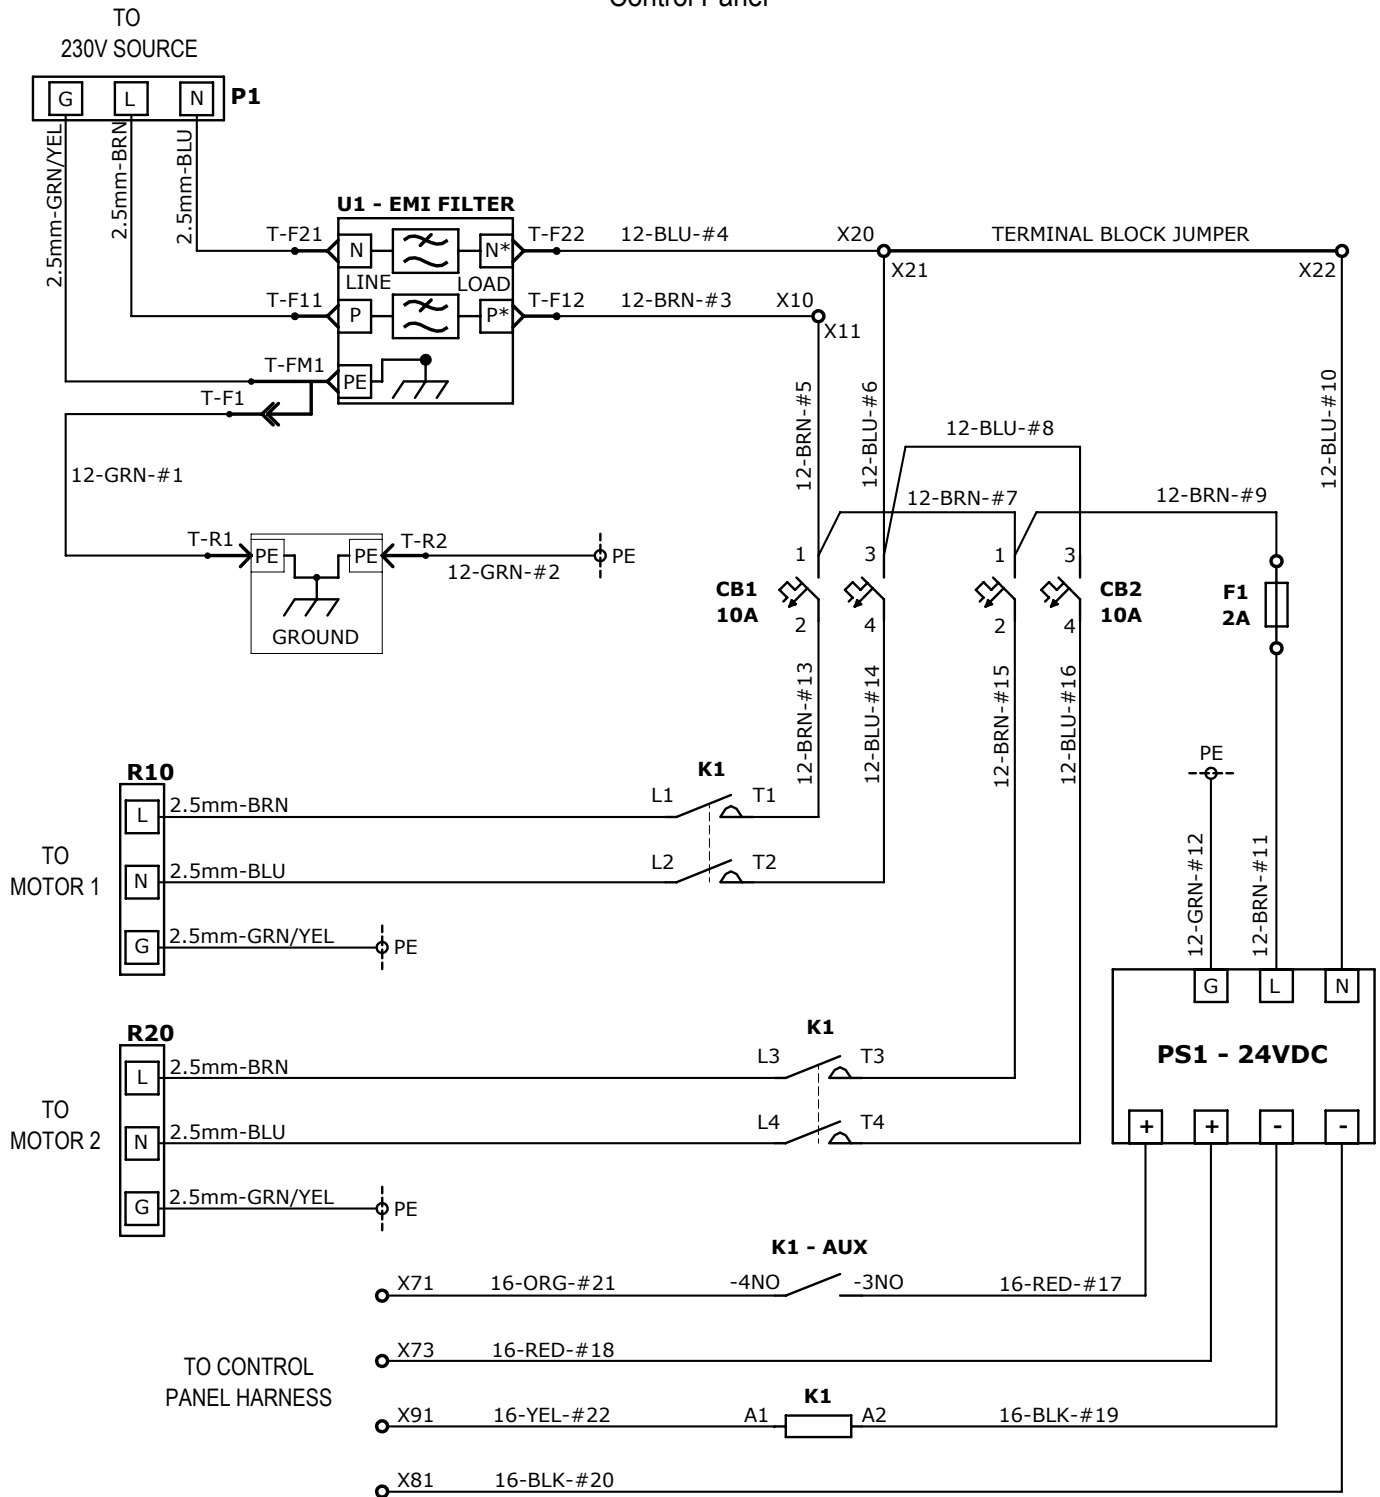 Control Panel
TO
230V SOURCE
G
L
N
P1
2.5mm-GRN/YEL
2.5mm-BRN
2.5mm-BLU
U1 - EMI FILTER
T-F21
N
N*
T-F22
12-BLU-#4
X20
TERMINAL BLOCK JUMPER
X21
X22
LINE
LOAD
T-F11
P
P*
T-F12
12-BRN-#3
X10
X11
T-FM1
PE
T-F1
12-BRN-#5
12-BLU-#6
12-BLU-#10
12-BLU-#8
12-GRN-#1
12-BRN-#7
12-BRN-#9
T-R1
PE
PE
T-R2
12-GRN-#2
PE
GROUND
1
3
1
3
CB1
10A
CB2
10A
F1
2A
2
4
2
4
12-BRN-#13
12-BLU-#14
12-BRN-#15
12-BLU-#16
PE
12-GRN-#12
12-BRN-#11
R10
K1
L
2.5mm-BRN
L1
T1
TO
MOTOR 1
N
2.5mm-BLU
L2
T2
G
2.5mm-GRN/YEL
PE
G
L
N
PS1 - 24VDC
+
+
-
-
R20
K1
L
2.5mm-BRN
L3
T3
TO
MOTOR 2
N
2.5mm-BLU
L4
T4
G
2.5mm-GRN/YEL
PE
K1 - AUX
X71
16-ORG-#21
-4NO
-3NO
16-RED-#17
X73
16-RED-#18
TO CONTROL
PANEL HARNESS
K1
X91
16-YEL-#22
A1
A2
16-BLK-#19
X81
16-BLK-#20